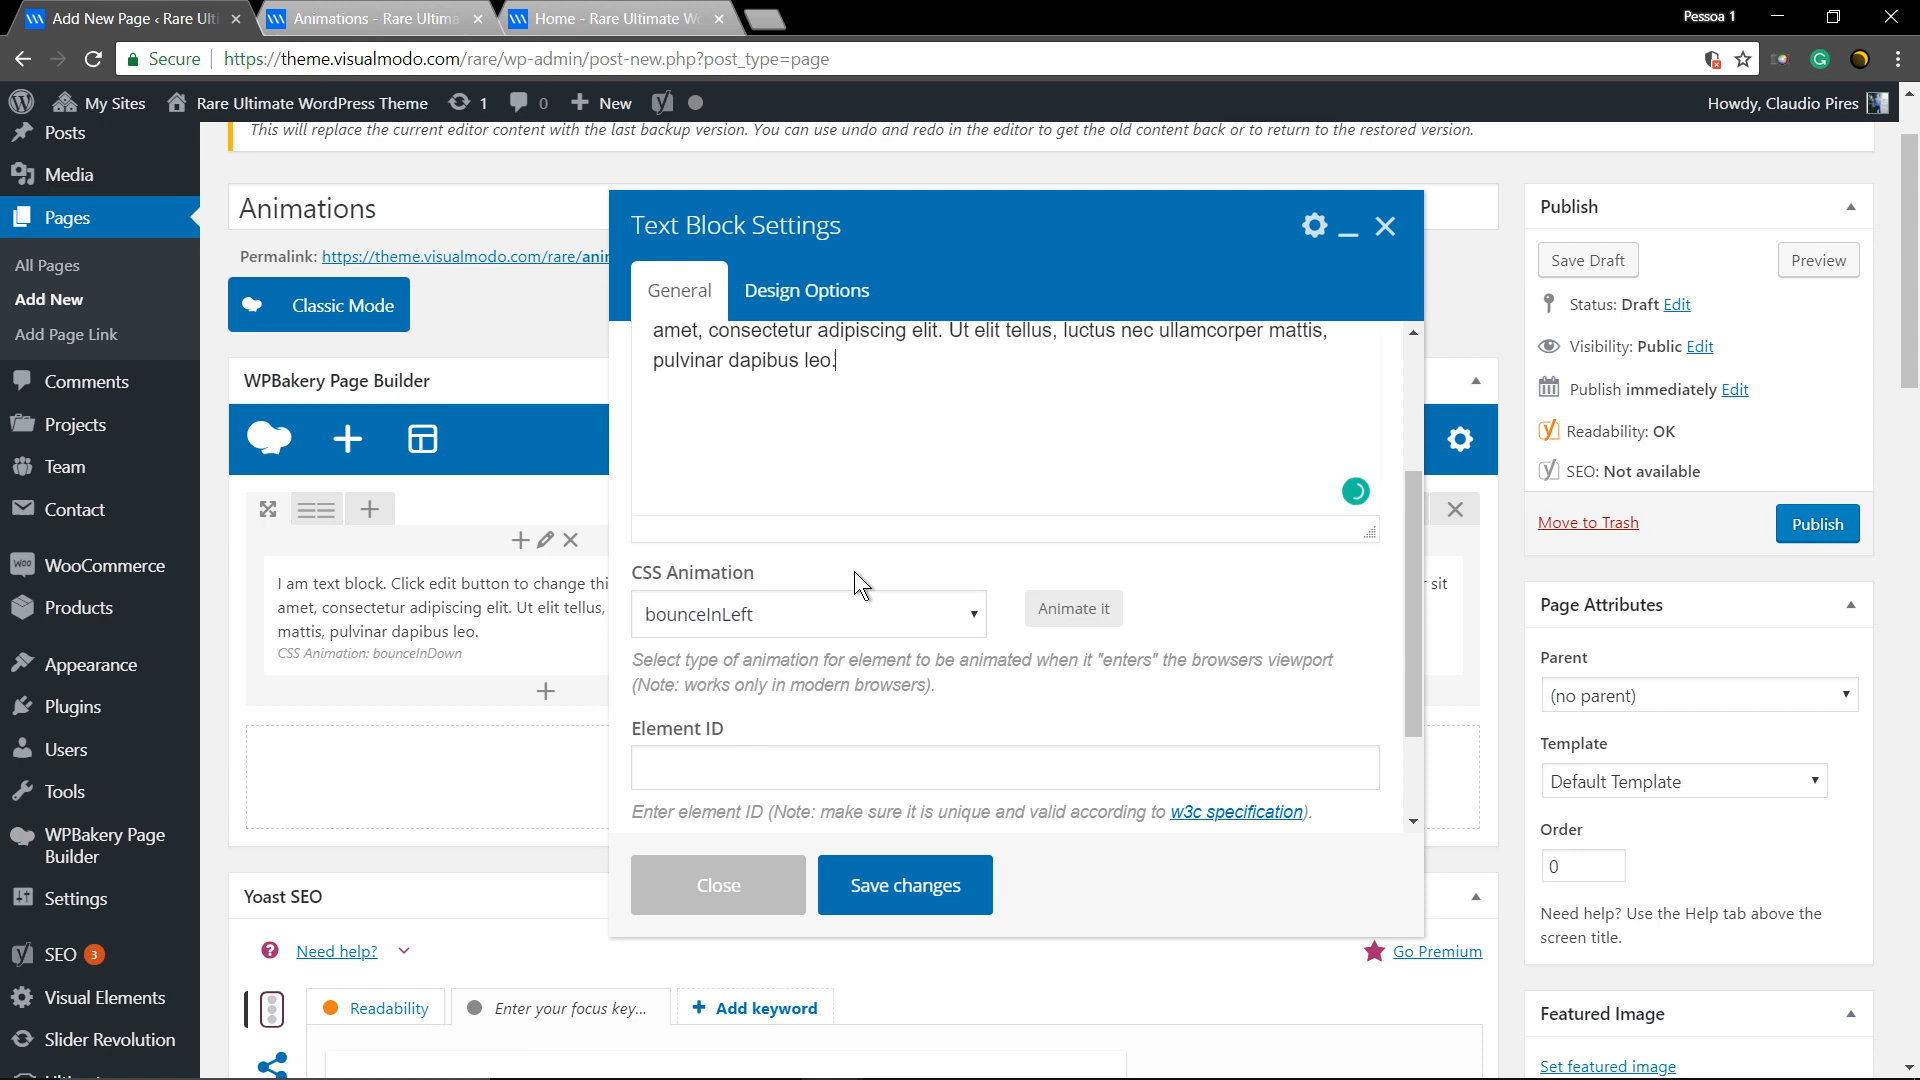 Add New Page ‹ Rare Ul
Animations - Rare Ultima
Home - Rare Ultimate W
Pessoa 1
Secure
https://theme.visualmodo.com/rare/wp-admin/post-new.php?post_type=page
My Sites
Rare Ultimate WordPress Theme
1
0
New
Howdy, Claudio Pires
Posts
Media
Pages
All Pages
Add New
Add Page Link
Comments
Projects
Team
Contact
WooCommerce
Products
Appearance
Plugins
Users
Tools
WPBakery Page
Builder
Settings
SEO 3
Visual Elements
Slider Revolution
This will replace the current editor content with the last backup version. You can use undo and redo in the editor to get the old content back or to return to the restored version.
Animations
Permalink: https://theme.visualmodo.com/rare/anir
Classic Mode
WPBakery Page Builder
I am text block. Click edit button to change thi
amet, consectetur adipiscing elit. Ut elit tellus,
mattis, pulvinar dapibus leo.
CSS Animation: bounceInDown
sit
Yoast SEO
Need help?
Go Premium
Readability
Enter your focus key...
Add keyword
Text Block Settings
General
Design Options
amet, consectetur adipiscing elit. Ut elit tellus, luctus nec ullamcorper mattis,
pulvinar dapibus leo.
CSS Animation
bounceInLeft
Animate it
Select type of animation for element to be animated when it "enters" the browsers viewport
(Note: works only in modern browsers).
Element ID
Enter element ID (Note: make sure it is unique and valid according to w3c specification).
Close
Save changes
Publish
Save Draft
Preview
Status: Draft Edit
Visibility: Public Edit
Publish immediately Edit
Readability: OK
SEO: Not available
Move to Trash
Publish
Page Attributes
Parent
(no parent)
Template
Default Template
Order
0
Need help? Use the Help tab above the
screen title.
Featured Image
Set featured image